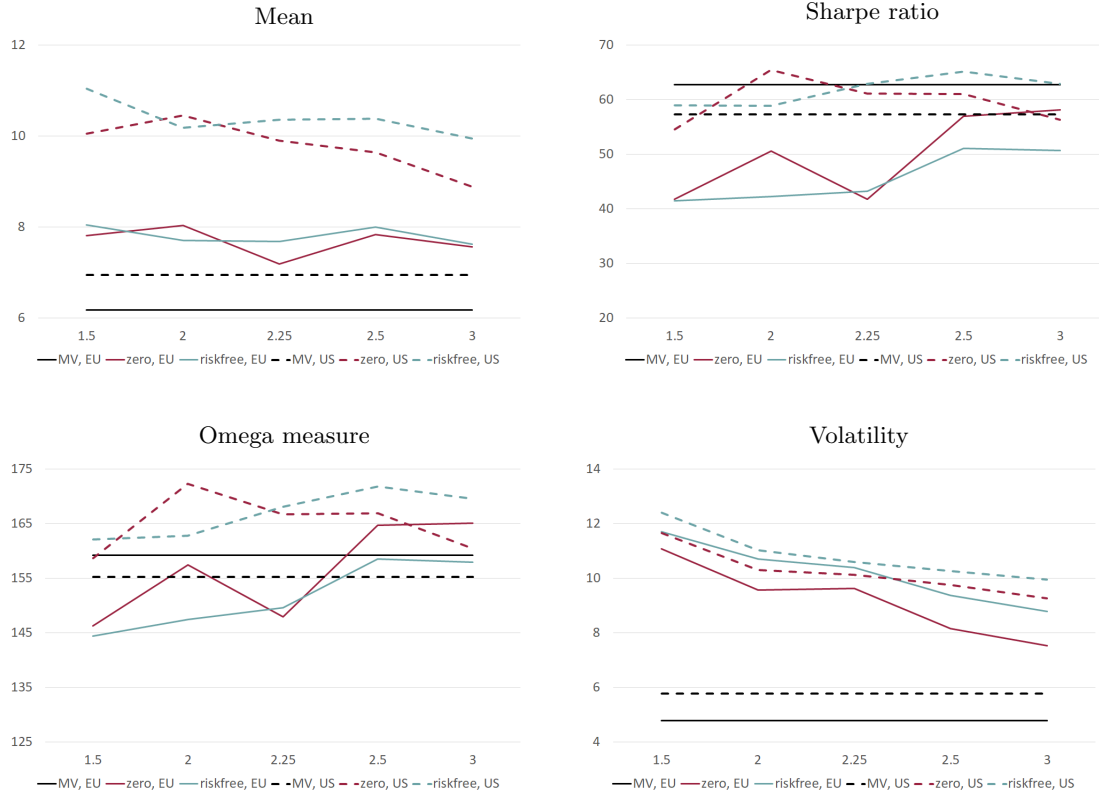 Mean
12
10
8
6
1.5 2 2.25 2.5 3
MV, EU zero, EU riskfree, EU MV, US zero, US riskfree, US
Sharpe ratio
70
60
50
40
30
20
1.5 2 2.25 2.5 3
MV, EU zero, EU riskfree, EU MV, US zero, US riskfree, US
Omega measure
175
165
155
145
135
125
1.5 2 2.25 2.5 3
MV, EU zero, EU riskfree, EU MV, US zero, US riskfree, US
Volatility
14
12
10
8
6
4
1.5 2 2.25 2.5 3
MV, EU zero, EU riskfree, EU MV, US zero, US riskfree, US